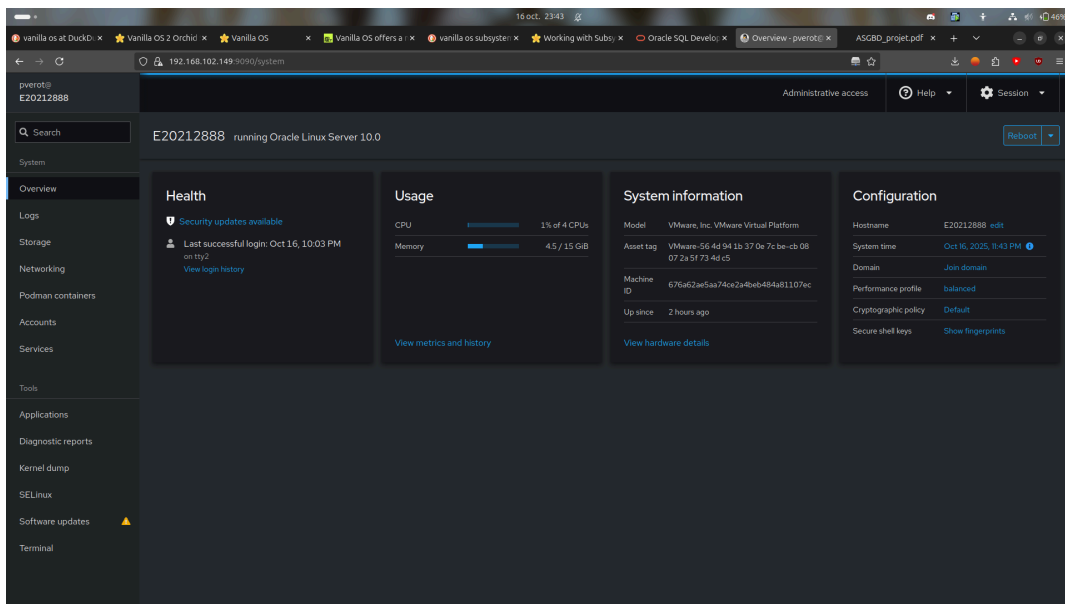 16 oct. 23:43
46%
vanilla os at DuckDu
Vanilla OS 2 Orchid
Vanilla OS
Vanilla OS offers a r
vanilla os subsystem
Working with Subsy
Oracle SQL Develop
Overview - pverot@
ASGBD_projet.pdf
192.168.102.149:9090/system
pverot@
E20212888
Administrative access
Help
Session
Search
E20212888 running Oracle Linux Server 10.0
Reboot
System
Overview
Logs
Storage
Networking
Podman containers
Accounts
Services
Tools
Applications
Diagnostic reports
Kernel dump
SELinux
Software updates
Terminal
Health
Security updates available
Last successful login: Oct 16, 10:03 PM
on tty2
View login history
Usage
CPU 1% of 4 CPUs
Memory 4.5 / 15 GiB
View metrics and history
System information
Model VMware, Inc. VMware Virtual Platform
Asset tag VMware-56 4d 94 1b 37 0e 7c be-cb 08
07 2a 5f 73 4d c5
Machine
ID 676a62ae5aa74ce2a4beb484a81107ec
Up since 2 hours ago
View hardware details
Configuration
Hostname E20212888 edit
System time Oct 16, 2025, 11:43 PM
Domain Join domain
Performance profile balanced
Cryptographic policy Default
Secure shell keys Show fingerprints